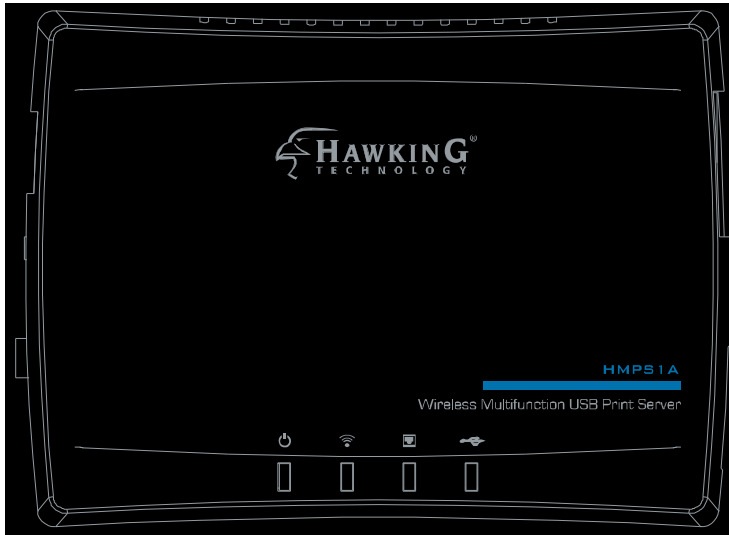 HAWKING®
TECHNOLOGY
HMPS1A
Wireless Multifunction USB Print Server